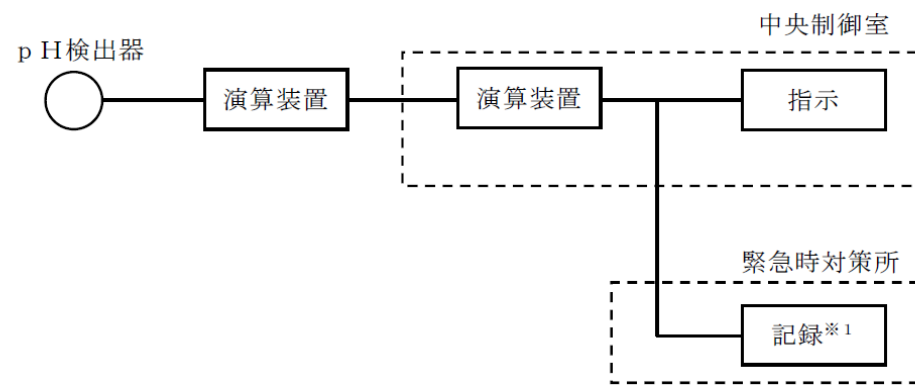 中央制御室
ｐＨ検出器
演算装置
演算装置
指示
緊急時対策所
記録※１